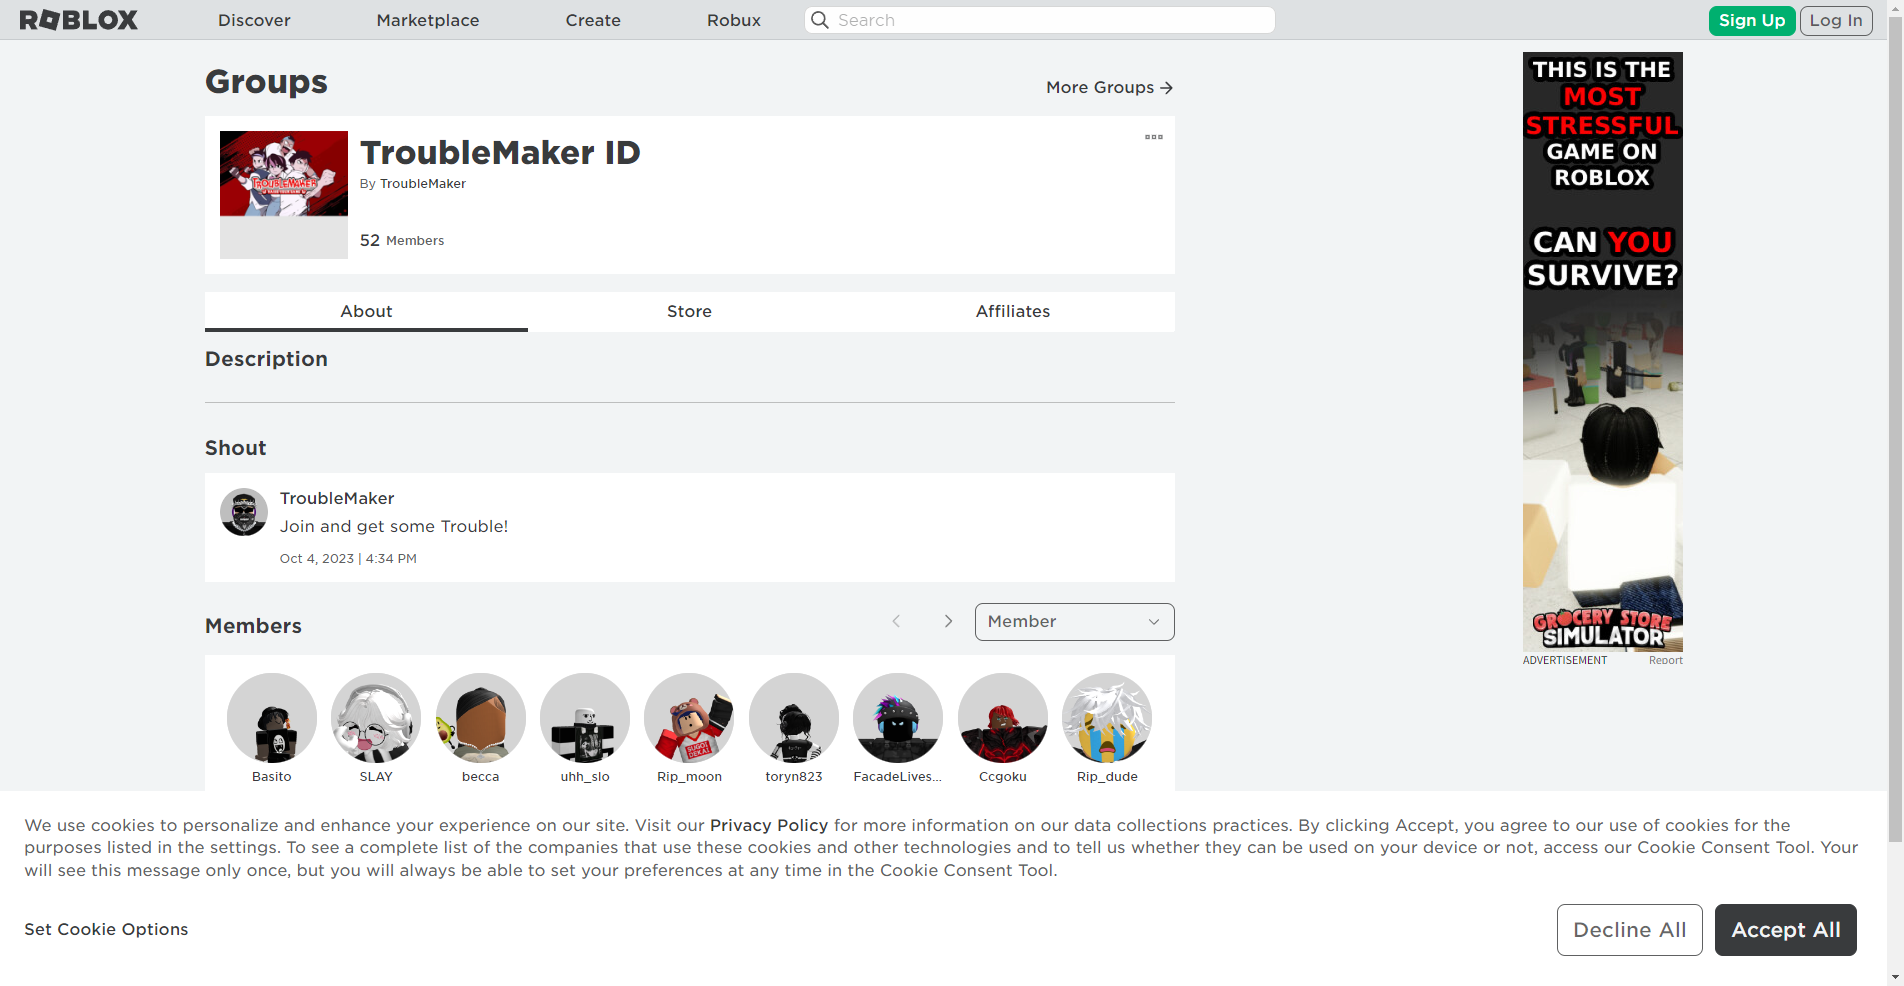 ROBLOX
Discover
Marketplace
Create
Robux
Search
Sign Up
Log In
Groups
More Groups
TROUBLEMAKER
TroubleMaker ID
By TroubleMaker
52 Members
About
Store
Affiliates
Description
Shout
TroubleMaker
Join and get some Trouble!
Oct 4, 2023 | 4:34 PM
Members
Member
SUGOI
DEKAI
Basito
SLAY
becca
uhh_slo
Rip_moon
toryn823
FacadeLives...
Ccgoku
Rip_dude
THIS IS THE
MOST
STRESSFUL
GAME ON
ROBLOX
CAN YOU
SURVIVE?
GROCERY STORE
SIMULATOR
ADVERTISEMENT
Report
We use cookies to personalize and enhance your experience on our site. Visit our Privacy Policy for more information on our data collections practices. By clicking Accept, you agree to our use of cookies for the
purposes listed in the settings. To see a complete list of the companies that use these cookies and other technologies and to tell us whether they can be used on your device or not, access our Cookie Consent Tool. Your
will see this message only once, but you will always be able to set your preferences at any time in the Cookie Consent Tool.
Set Cookie Options
Decline All
Accept All